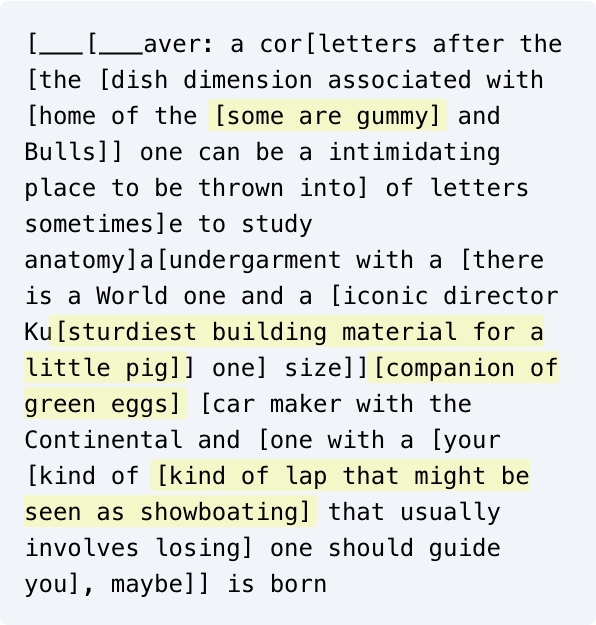 [___[___aver: a cor[letters after the
[the [dish dimension associated with
[home of the [some are gummy] and
Bulls]] one can be a intimidating
place to be thrown into] of letters
sometimes]e to study
anatomy]a[undergarment with a [there
is a World one and a [iconic director
Ku[sturdiest building material for a
little pig]] one] size]][companion of
green eggs] [car maker with the
Continental and [one with a [your
[kind of [kind of lap that might be
seen as showboating] that usually
involves losing] one should guide
you], maybe]] is born